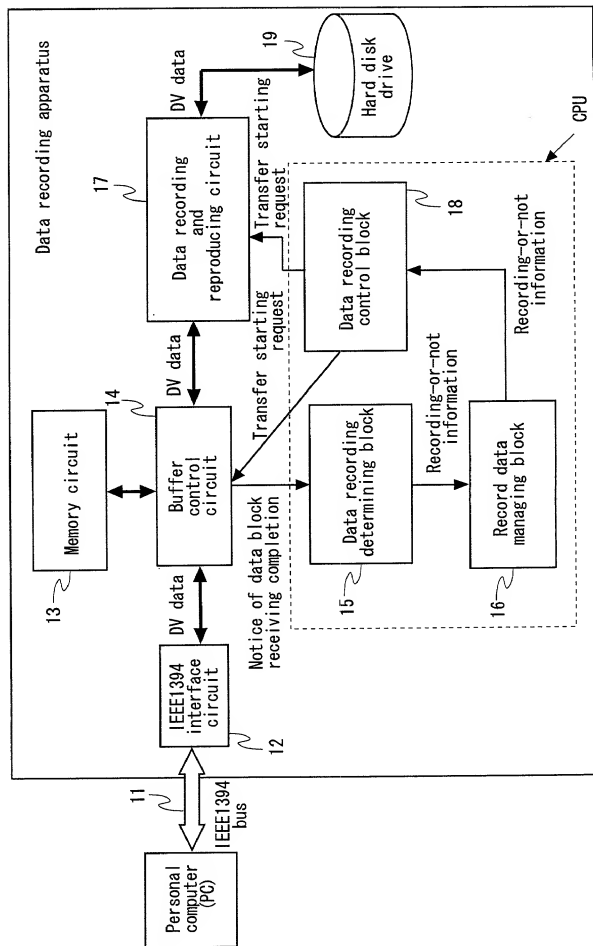 Data recording apparatus
Personal
computer
(PC)
11
IEEE1394
bus
IEEE1394
interface
circuit
12
DV data
Memory circuit
13
Buffer
control
circuit
14
DV data
Data recording
and
reproducing circuit
17
DV data
19
Hard disk
drive
Notice of data block
receiving completion
Transfer starting
request
Transfer starting
request
Data recording
determining block
15
Data recording
control block
18
Recording-or-not
information
Record data
managing block
16
Recording-or-not
information
CPU